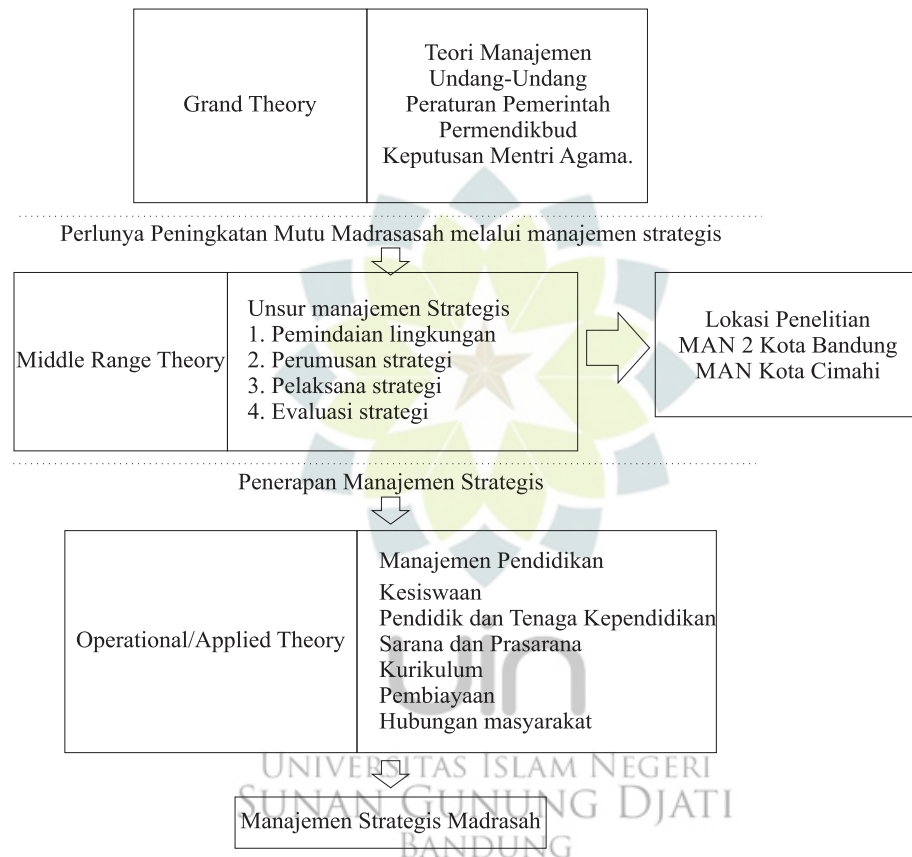 Grand Theory
Teori Manajemen
Undang-Undang
Peraturan Pemerintah
Permendikbud
Keputusan Mentri Agama.
Perlunya Peningkatan Mutu Madrasasah melalui manajemen strategis
Middle Range Theory
Unsur manajemen Strategis
1. Pemindaian lingkungan
2. Perumusan strategi
3. Pelaksana strategi
4. Evaluasi strategi
Lokasi Penelitian
MAN 2 Kota Bandung
MAN Kota Cimahi
Penerapan Manajemen Strategis
Operational/Applied Theory
Manajemen Pendidikan
Kesiswaan
Pendidik dan Tenaga Kependidikan
Sarana dan Prasarana
Kurikulum
Pembiayaan
Hubungan masyarakat
uin
UNIVERSITAS ISLAM NEGERI
SUNAN GUNUNG DJATI
BANDUNG
Manajemen Strategis Madrasah